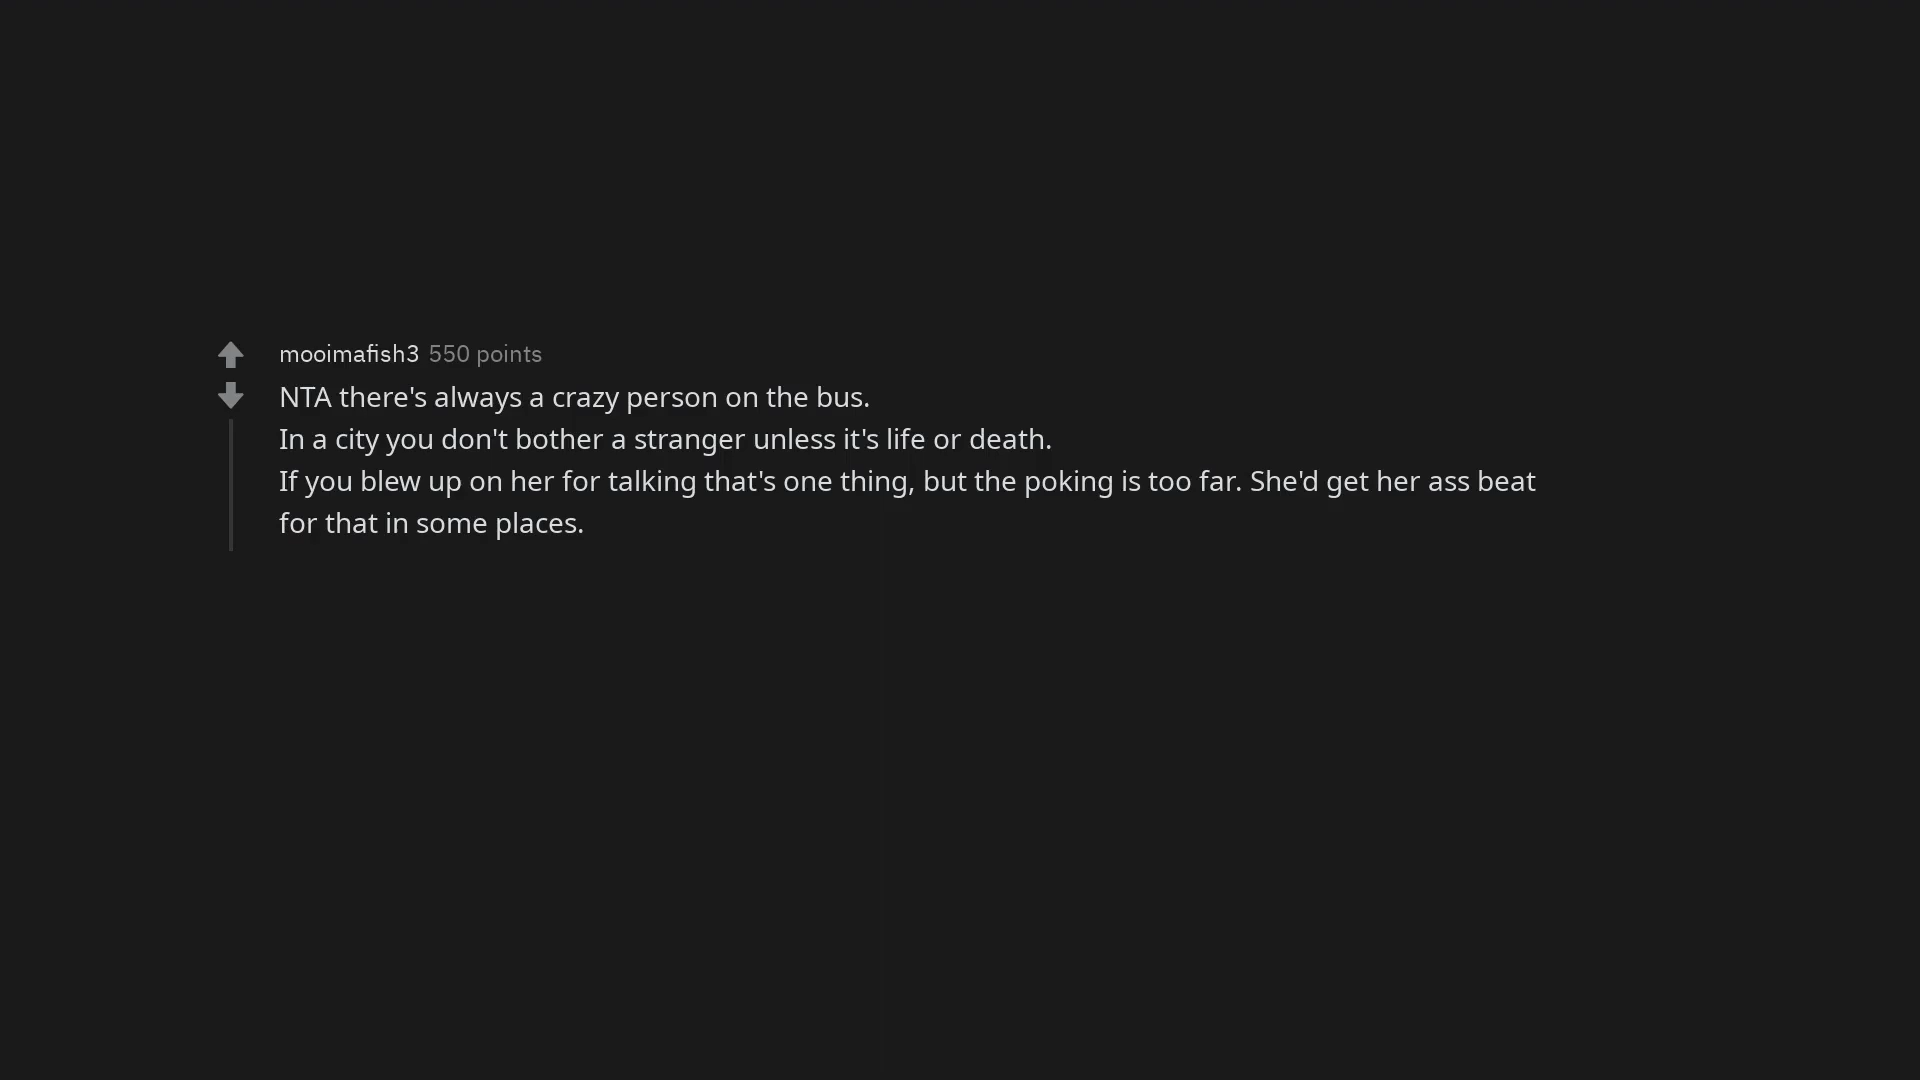 mooimafish3 550 points
NTA there's always a crazy person on the bus.
In a city you don't bother a stranger unless it's life or death.
If you blew up on her for talking that's one thing, but the poking is too far. She'd get her ass beat
for that in some places.